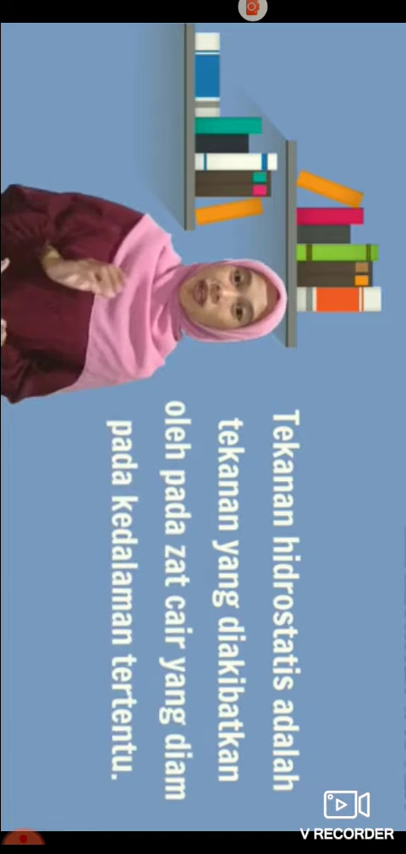 Tekanan hidrostatis adalah
tekanan yang diakibatkan
oleh pada zat cair yang diam
pada kedalaman tertentu.
V RECORDER